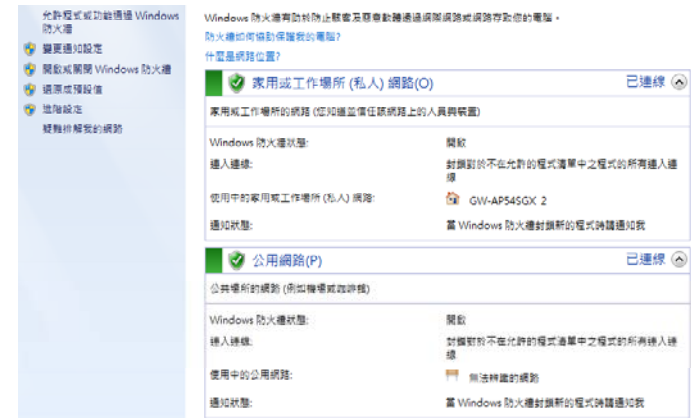 允許程式或功能通過 Windows
防火牆
變更通知設定
開啟或關閉 Windows 防火牆
還原成預設值
進階設定
疑難排解我的網路
Windows 防火牆有助於防止駭客及惡意軟體透過網際網路或網路存取您的電腦。
防火牆如何協助保護我的電腦?
什麼是網路位置?
家用或工作場所 (私人) 網路(O)
已連線
家用或工作場所的網路 (您知道並信任該網路上的人員與裝置)
Windows 防火牆狀態:
開啟
連入連線:
封鎖對於不在允許的程式清單中之程式的所有連入連
線
使用中的家用或工作場所 (私人) 網路:
GW-AP54SGX 2
通知狀態:
當 Windows 防火牆封鎖新的程式時請通知我
公用網路(P)
已連線
公共場所的網路 (例如機場或咖啡館)
Windows 防火牆狀態:
開啟
連入連線:
封鎖對於不在允許的程式清單中之程式的所有連入連
線
使用中的公用網路:
無法辨識的網路
通知狀態:
當 Windows 防火牆封鎖新的程式時請通知我